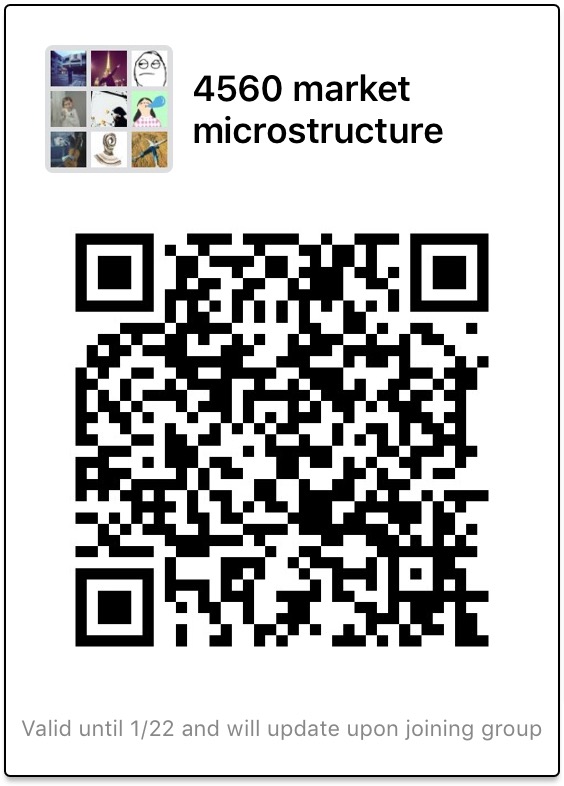 4560 market
microstructure
Valid until 1/22 and will update upon joining group